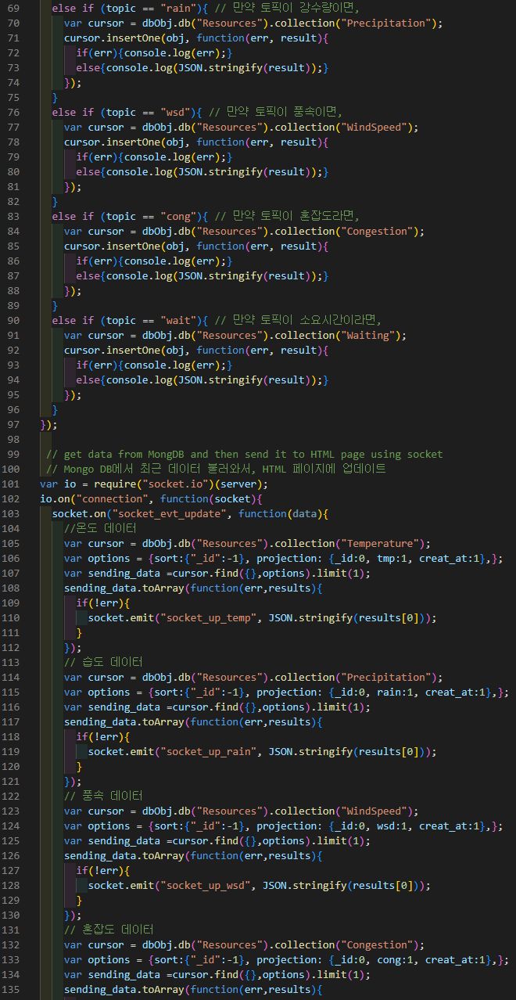 69 else if (topic == "rain"){ // 만약 토픽이 강수량이면,
70 var cursor = dbObj.db("Resources").collection("Precipitation");
71 cursor.insertOne(obj, function(err, result){
72 if(err){console.log(err);}
73 else{console.log(JSON.stringify(result));}
74 });
75 }
76 else if (topic == "wsd"){ // 만약 토픽이 풍속이면,
77 var cursor = dbObj.db("Resources").collection("WindSpeed");
78 cursor.insertOne(obj, function(err, result){
79 if(err){console.log(err);}
80 else{console.log(JSON.stringify(result));}
81 });
82 }
83 else if (topic == "cong"){ // 만약 토픽이 혼잡도라면,
84 var cursor = dbObj.db("Resources").collection("Congestion");
85 cursor.insertOne(obj, function(err, result){
86 if(err){console.log(err);}
87 else{console.log(JSON.stringify(result));}
88 });
89 }
90 else if (topic == "wait"){ // 만약 토픽이 소요시간이라면,
91 var cursor = dbObj.db("Resources").collection("Waiting");
92 cursor.insertOne(obj, function(err, result){
93 if(err){console.log(err);}
94 else{console.log(JSON.stringify(result));}
95 });
96 }
97 });
98
99 // get data from MongDB and then send it to HTML page using socket
100 // Mongo DB에서 최근 데이터 불러와서, HTML 페이지에 업데이트
101 var io = require("socket.io")(server);
102 io.on("connection", function(socket){
103 socket.on("socket_evt_update", function(data){
104 //온도 데이터
105 var cursor = dbObj.db("Resources").collection("Temperature");
106 var options = {sort:{"_id":-1}, projection: {_id:0, tmp:1, creat_at:1},};
107 var sending_data =cursor.find({},options).limit(1);
108 sending_data.toArray(function(err,results){
109 if(!err){
110 socket.emit("socket_up_temp", JSON.stringify(results[0]));
111 }
112 });
113 // 습도 데이터
114 var cursor = dbObj.db("Resources").collection("Precipitation");
115 var options = {sort:{"_id":-1}, projection: {_id:0, rain:1, creat_at:1},};
116 var sending_data =cursor.find({},options).limit(1);
117 sending_data.toArray(function(err,results){
118 if(!err){
119 socket.emit("socket_up_rain", JSON.stringify(results[0]));
120 }
121 });
122 // 풍속 데이터
123 var cursor = dbObj.db("Resources").collection("WindSpeed");
124 var options = {sort:{"_id":-1}, projection: {_id:0, wsd:1, creat_at:1},};
125 var sending_data =cursor.find({},options).limit(1);
126 sending_data.toArray(function(err,results){
127 if(!err){
128 socket.emit("socket_up_wsd", JSON.stringify(results[0]));
129 }
130 });
131 // 혼잡도 데이터
132 var cursor = dbObj.db("Resources").collection("Congestion");
133 var options = {sort:{"_id":-1}, projection: {_id:0, cong:1, creat_at:1},};
134 var sending_data =cursor.find({},options).limit(1);
135 sending_data.toArray(function(err,results){